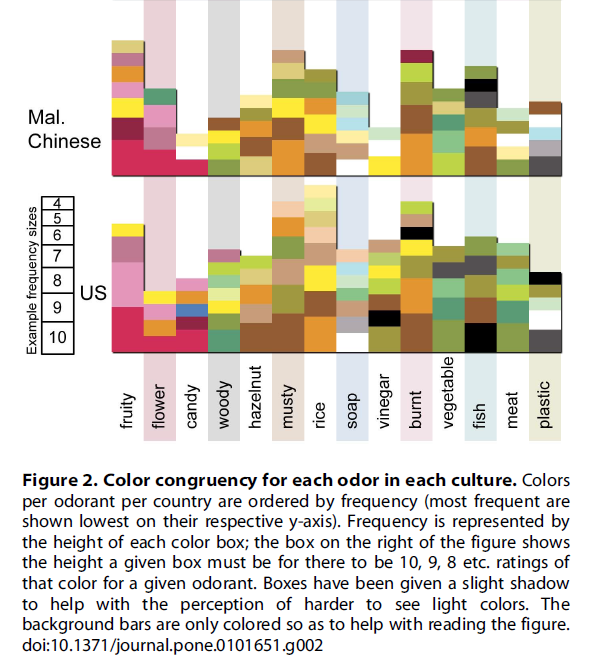 Mal.
Chinese
Example frequency sizes
4
5
6
7
8
9
10
US
fruity
flower
candy
woody
hazelnut
musty
rice
soap
vinegar
burnt
vegetable
fish
meat
plastic
Figure 2. Color congruency for each odor in each culture. Colors
per odorant per country are ordered by frequency (most frequent are
shown lowest on their respective y-axis). Frequency is represented by
the height of each color box; the box on the right of the figure shows
the height a given box must be for there to be 10, 9, 8 etc. ratings of
that color for a given odorant. Boxes have been given a slight shadow
to help with the perception of harder to see light colors. The
background bars are only colored so as to help with reading the figure.
doi:10.1371/journal.pone.0101651.g002